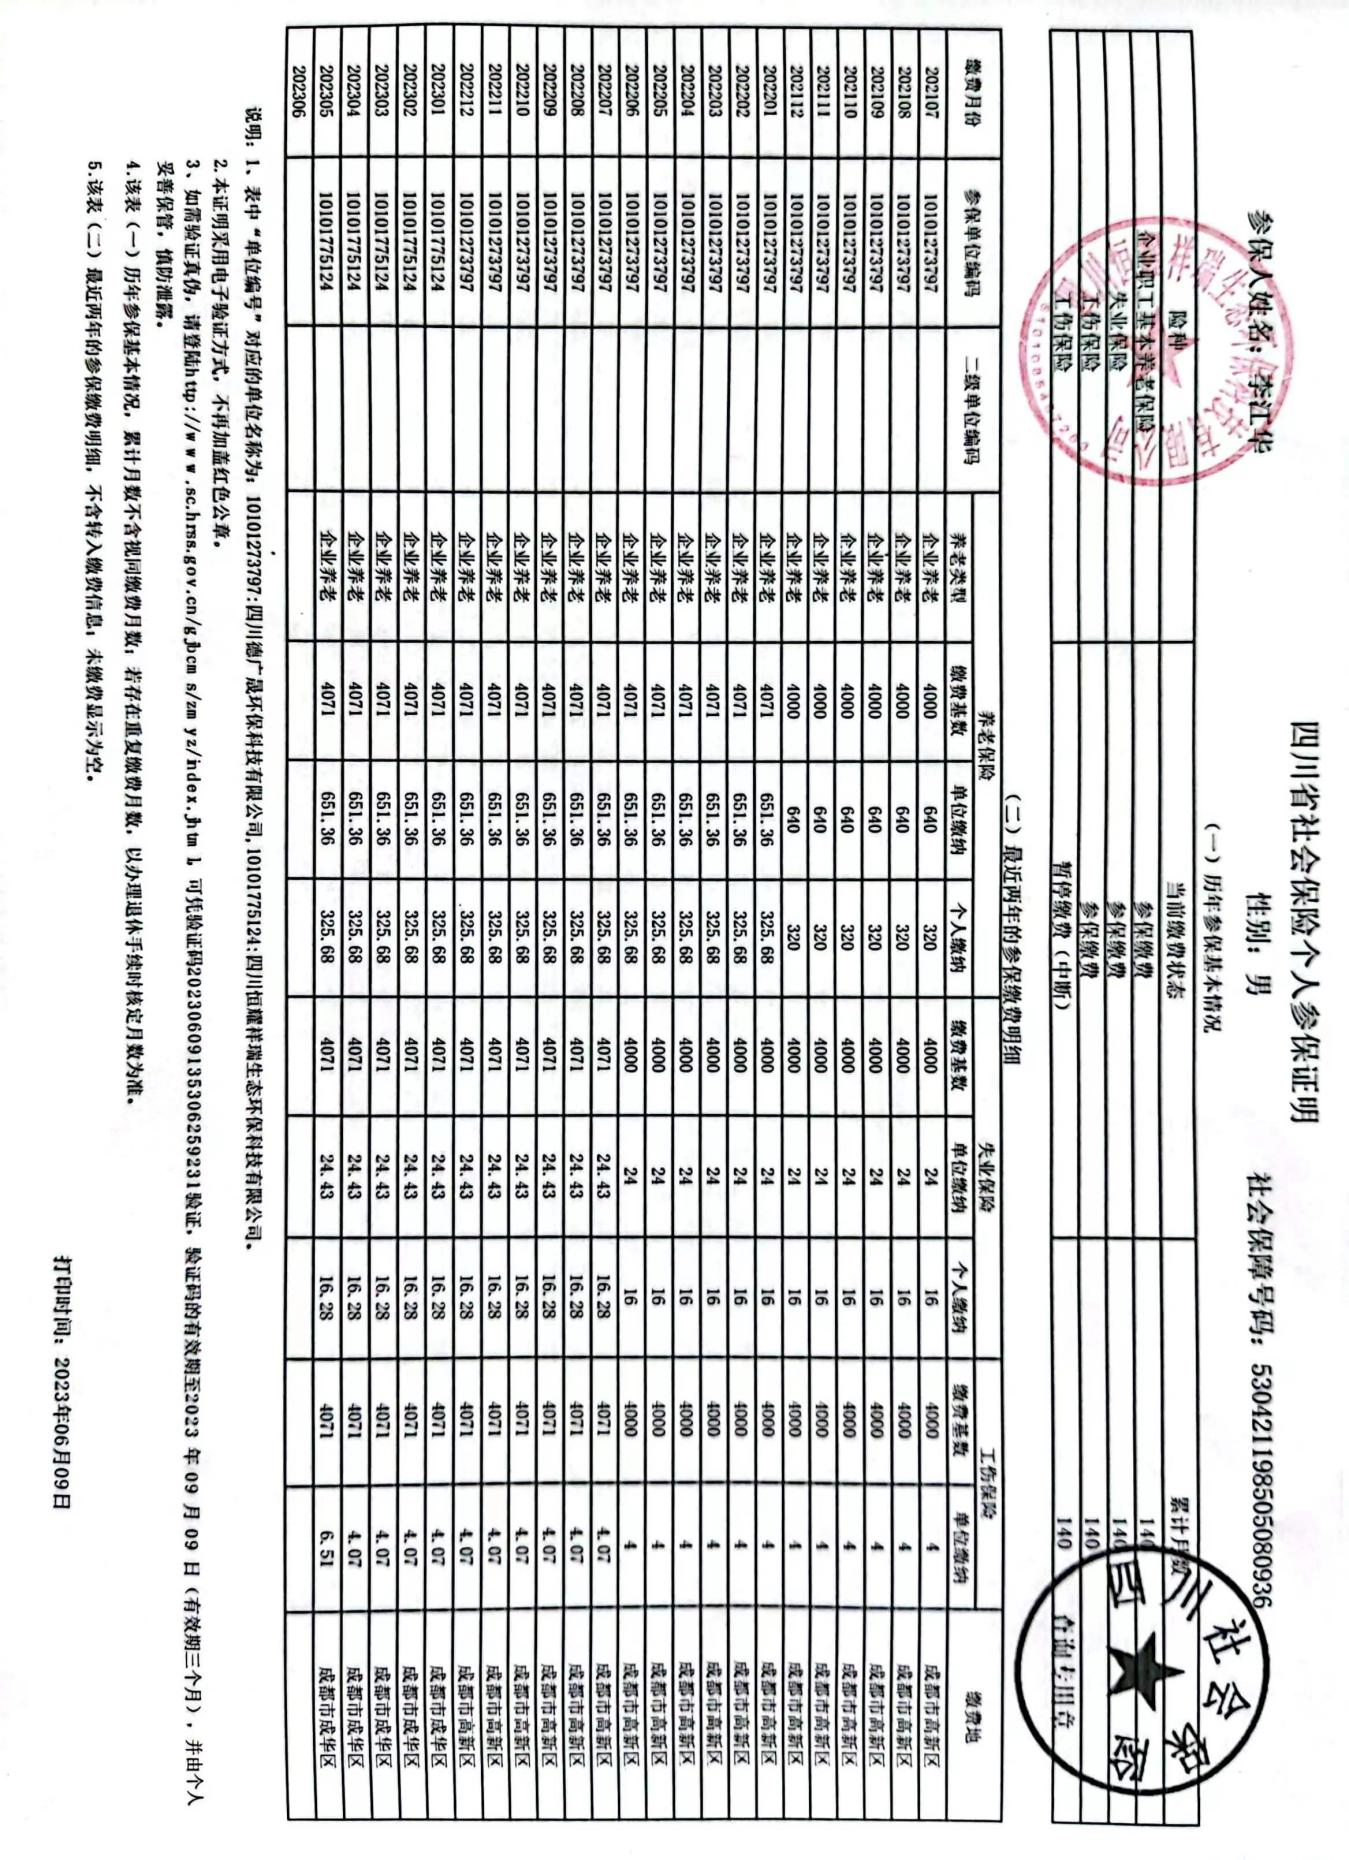 四川省社会保险个人参保证明
参保人姓名：李江华 性别：男 社会保障号码：530421198505080936
（一）历年参保基本情况
险种 当前缴费状态 累计月数
企业职工基本养老保险 参保缴费 140
失业保险 参保缴费 140
工伤保险 参保缴费 140
工伤保险 暂停缴费（中断） 140
（二）最近两年的参保缴费明细
缴费月份 参保单位编码 二级单位编码 养老保险 失业保险 工伤保险 缴费地
养老类型 缴费基数 单位缴纳 个人缴纳 缴费基数 单位缴纳 个人缴纳 缴费基数 单位缴纳
202107 10101273797 企业养老 4000 640 320 4000 24 16 4000 4 成都市高新区
202108 10101273797 企业养老 4000 640 320 4000 24 16 4000 4 成都市高新区
202109 10101273797 企业养老 4000 640 320 4000 24 16 4000 4 成都市高新区
202110 10101273797 企业养老 4000 640 320 4000 24 16 4000 4 成都市高新区
202111 10101273797 企业养老 4000 640 320 4000 24 16 4000 4 成都市高新区
202112 10101273797 企业养老 4000 640 320 4000 24 16 4000 4 成都市高新区
202201 10101273797 企业养老 4071 651.36 325.68 4000 24 16 4000 4 成都市高新区
202202 10101273797 企业养老 4071 651.36 325.68 4000 24 16 4000 4 成都市高新区
202203 10101273797 企业养老 4071 651.36 325.68 4000 24 16 4000 4 成都市高新区
202204 10101273797 企业养老 4071 651.36 325.68 4000 24 16 4000 4 成都市高新区
202205 10101273797 企业养老 4071 651.36 325.68 4000 24 16 4000 4 成都市高新区
202206 10101273797 企业养老 4071 651.36 325.68 4000 24 16 4000 4 成都市高新区
202207 10101273797 企业养老 4071 651.36 325.68 4071 24.43 16.28 4071 4.07 成都市高新区
202208 10101273797 企业养老 4071 651.36 325.68 4071 24.43 16.28 4071 4.07 成都市高新区
202209 10101273797 企业养老 4071 651.36 325.68 4071 24.43 16.28 4071 4.07 成都市高新区
202210 10101273797 企业养老 4071 651.36 325.68 4071 24.43 16.28 4071 4.07 成都市高新区
202211 10101273797 企业养老 4071 651.36 325.68 4071 24.43 16.28 4071 4.07 成都市高新区
202212 10101273797 企业养老 4071 651.36 325.68 4071 24.43 16.28 4071 4.07 成都市高新区
202301 10101775124 企业养老 4071 651.36 325.68 4071 24.43 16.28 4071 4.07 成都市成华区
202302 10101775124 企业养老 4071 651.36 325.68 4071 24.43 16.28 4071 4.07 成都市成华区
202303 10101775124 企业养老 4071 651.36 325.68 4071 24.43 16.28 4071 4.07 成都市成华区
202304 10101775124 企业养老 4071 651.36 325.68 4071 24.43 16.28 4071 4.07 成都市成华区
202305 10101775124 企业养老 4071 651.36 325.68 4071 24.43 16.28 4071 6.51 成都市成华区
202306
说明：1、表中“单位编号”对应的单位名称为：10101273797:四川德广晟环保科技有限公司,10101775124:四川恒耀祥瑞生态环保科技有限公司。
2.本证明采用电子验证方式，不再加盖红色公章。
3、如需验证真伪，请登陆http://www.sc.hrss.gov.cn/gjbcms/zmyz/index.jhtml，可凭验证码20230609135306259231验证，验证码的有效期至2023 年 09 月 09 日（有效期三个月），并由个人
妥善保管，慎防泄露。
4.该表（一）历年参保基本情况，累计月数不含视同缴费月数；若存在重复缴费月数，以办理退休手续时核定月数为准。
5.该表（二）最近两年的参保缴费明细，不含转入缴费信息，未缴费显示为空。
打印时间：2023年06月09日
四川社会保险
查询专用章